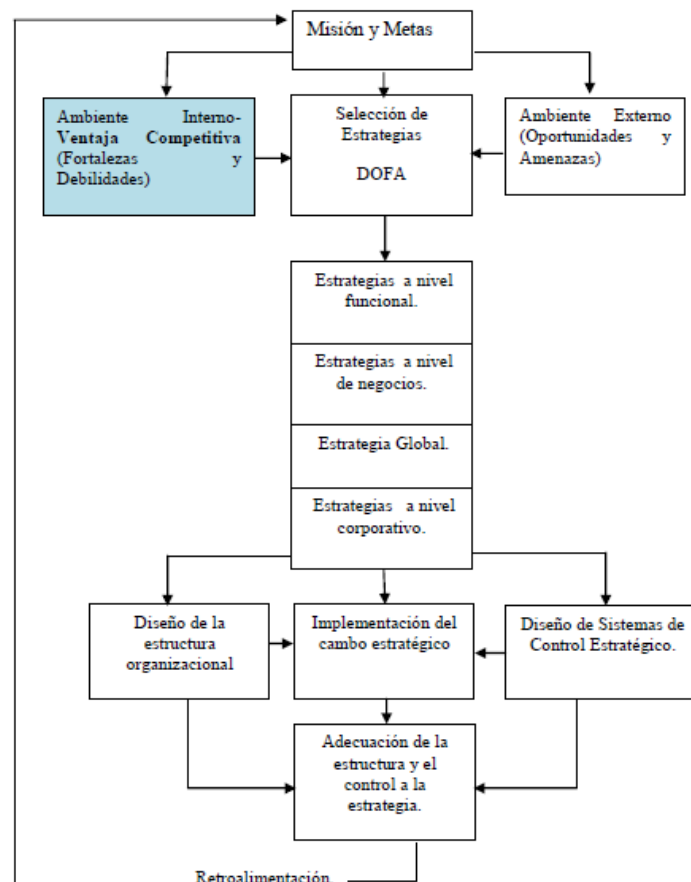 Misión y Metas
Ambiente Interno-
Ventaja Competitiva
(Fortalezas y
Debilidades)
Selección de
Estrategias
DOFA
Ambiente Externo
(Oportunidades y
Amenazas)
Estrategias a nivel
funcional.
Estrategias a nivel
de negocios.
Estrategia Global.
Estrategias a nivel
corporativo.
Diseño de la
estructura
organizacional
Implementación del
cambo estratégico
Diseño de Sistemas de
Control Estratégico.
Adecuación de la
estructura y el
control a la
estrategia.
Retroalimentación.